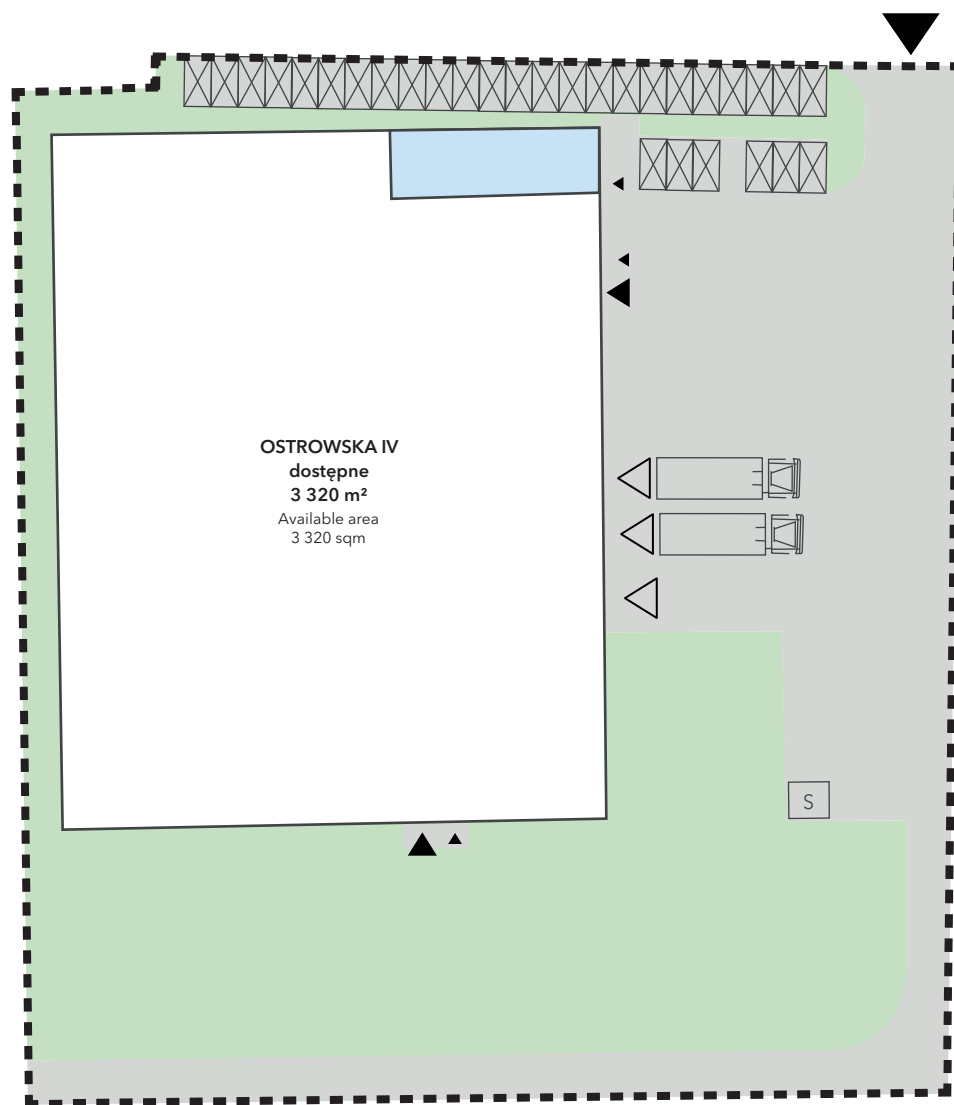 OSTROWSKA IV
dostępne
3 320 m²
Available area
3 320 sqm
S